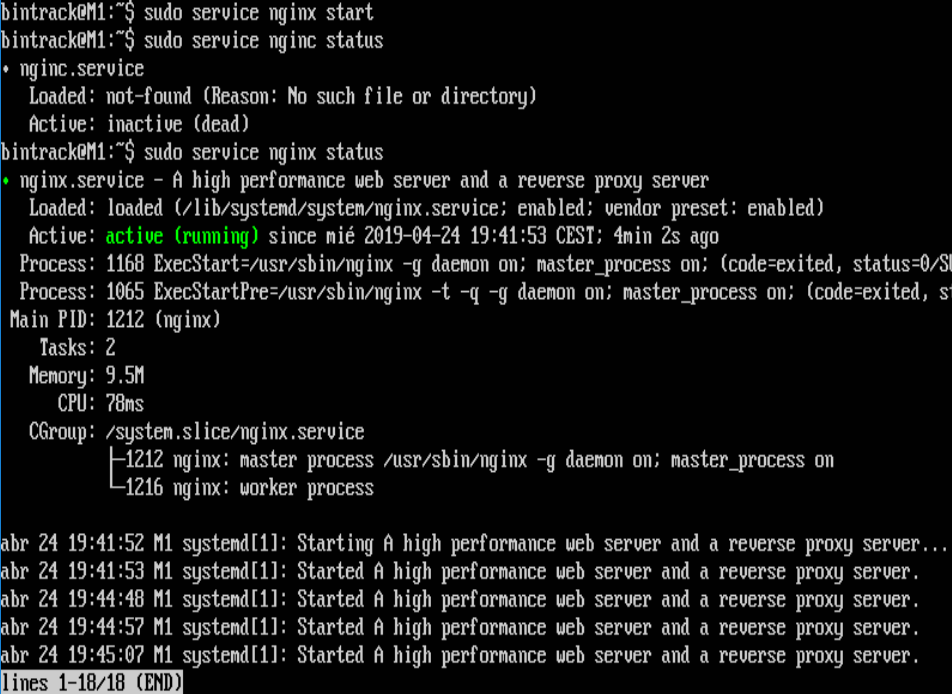 bintrack@M1:~$ sudo service nginx start
bintrack@M1:~$ sudo service nginc status
• nginc.service
   Loaded: not-found (Reason: No such file or directory)
   Active: inactive (dead)
bintrack@M1:~$ sudo service nginx status
• nginx.service - A high performance web server and a reverse proxy server
   Loaded: loaded (/lib/systemd/system/nginx.service; enabled; vendor preset: enabled)
   Active: active (running) since mié 2019-04-24 19:41:53 CEST; 4min 2s ago
  Process: 1168 ExecStart=/usr/sbin/nginx -g daemon on; master_process on; (code=exited, status=0/S
  Process: 1065 ExecStartPre=/usr/sbin/nginx -t -q -g daemon on; master_process on; (code=exited, s
 Main PID: 1212 (nginx)
    Tasks: 2
   Memory: 9.5M
      CPU: 78ms
   CGroup: /system.slice/nginx.service
           ├─1212 nginx: master process /usr/sbin/nginx -g daemon on; master_process on
           └─1216 nginx: worker process

abr 24 19:41:52 M1 systemd[1]: Starting A high performance web server and a reverse proxy server...
abr 24 19:41:53 M1 systemd[1]: Started A high performance web server and a reverse proxy server.
abr 24 19:44:48 M1 systemd[1]: Started A high performance web server and a reverse proxy server.
abr 24 19:44:57 M1 systemd[1]: Started A high performance web server and a reverse proxy server.
abr 24 19:45:07 M1 systemd[1]: Started A high performance web server and a reverse proxy server.
lines 1-18/18 (END)